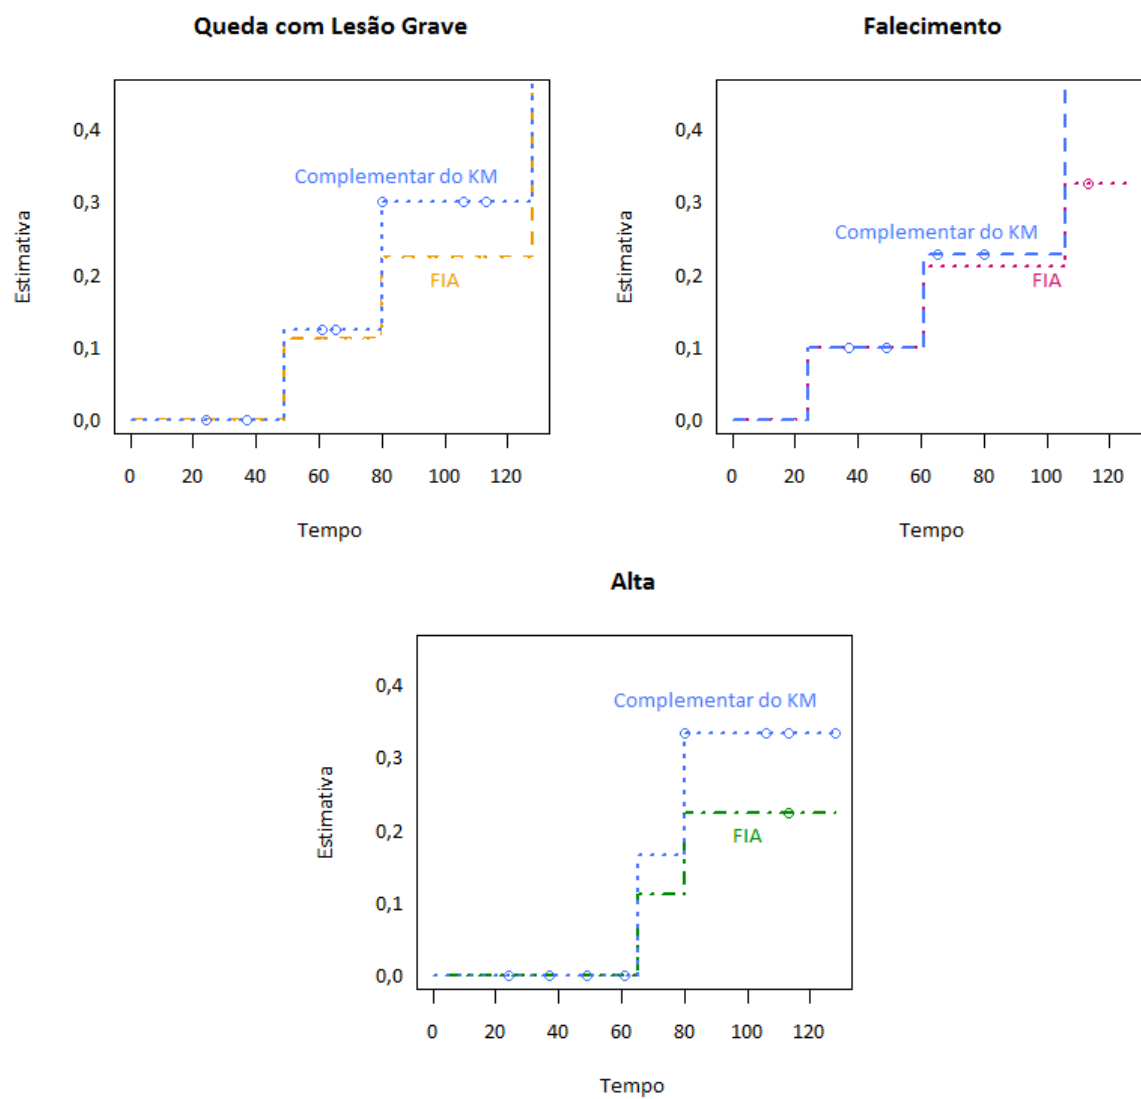 Queda com Lesão Grave
Falecimento
0,4
0,3
0,2
0,1
0,0
Estimativa
Complementar do KM
FIA
0 20 40 60 80 100 120
Tempo
0,4
0,3
0,2
0,1
0,0
Estimativa
Complementar do KM
FIA
0 20 40 60 80 100 120
Tempo
Alta
0,4
0,3
0,2
0,1
0,0
Estimativa
Complementar do KM
FIA
0 20 40 60 80 100 120
Tempo